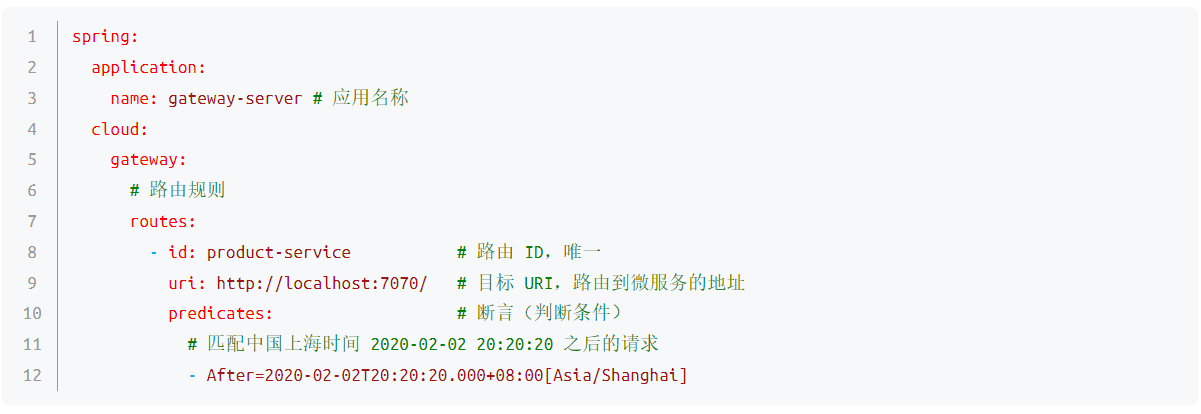 1 spring:
2   application:
3     name: gateway-server # 应用名称
4   cloud:
5     gateway:
6       # 路由规则
7       routes:
8         - id: product-service           # 路由 ID，唯一
9           uri: http://localhost:7070/   # 目标 URI，路由到微服务的地址
10           predicates:                   # 断言（判断条件）
11             # 匹配中国上海时间 2020-02-02 20:20:20 之后的请求
12             - After=2020-02-02T20:20:20.000+08:00[Asia/Shanghai]